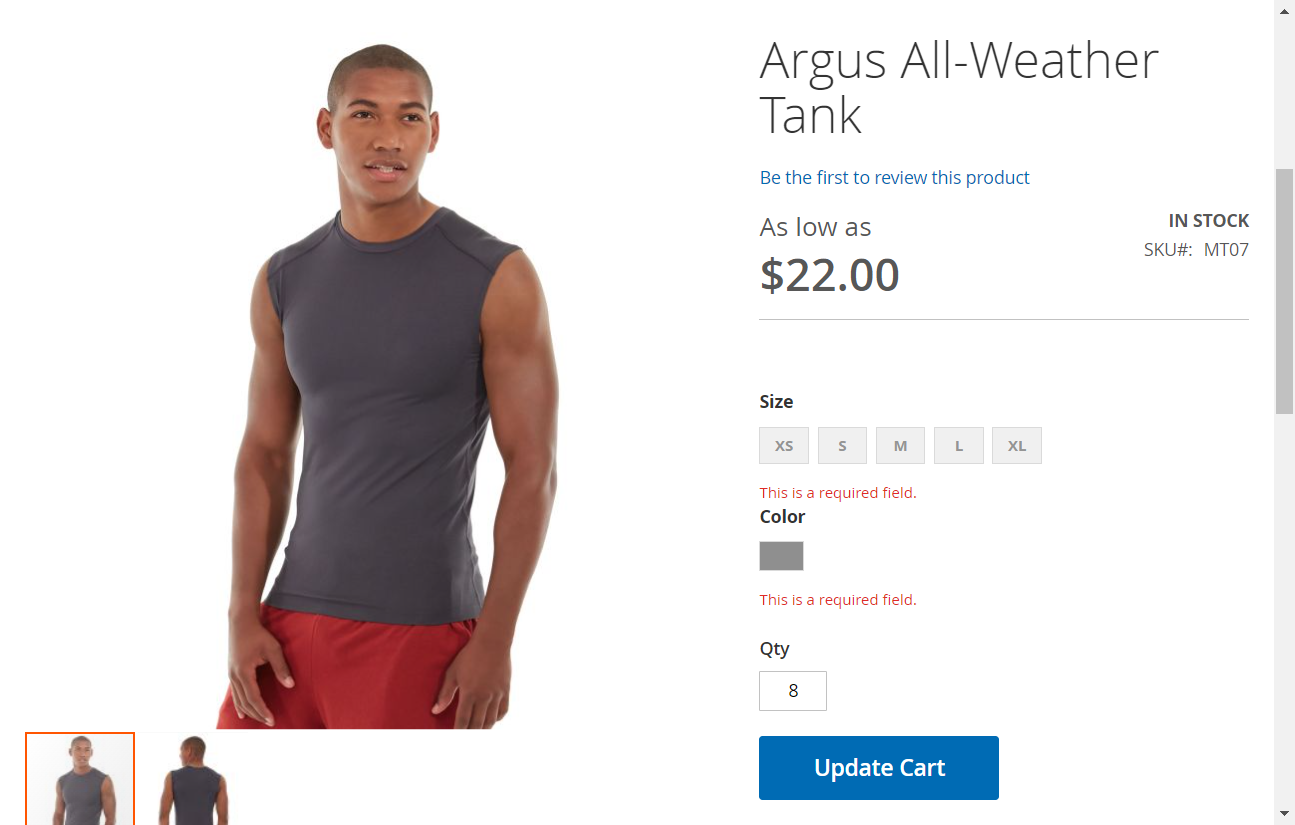 Argus All-Weather
Tank
Be the first to review this product
As low as
$22.00
IN STOCK
SKU#: MT07
Size
XS S M L XL
This is a required field.
Color
This is a required field.
Qty
8
Update Cart